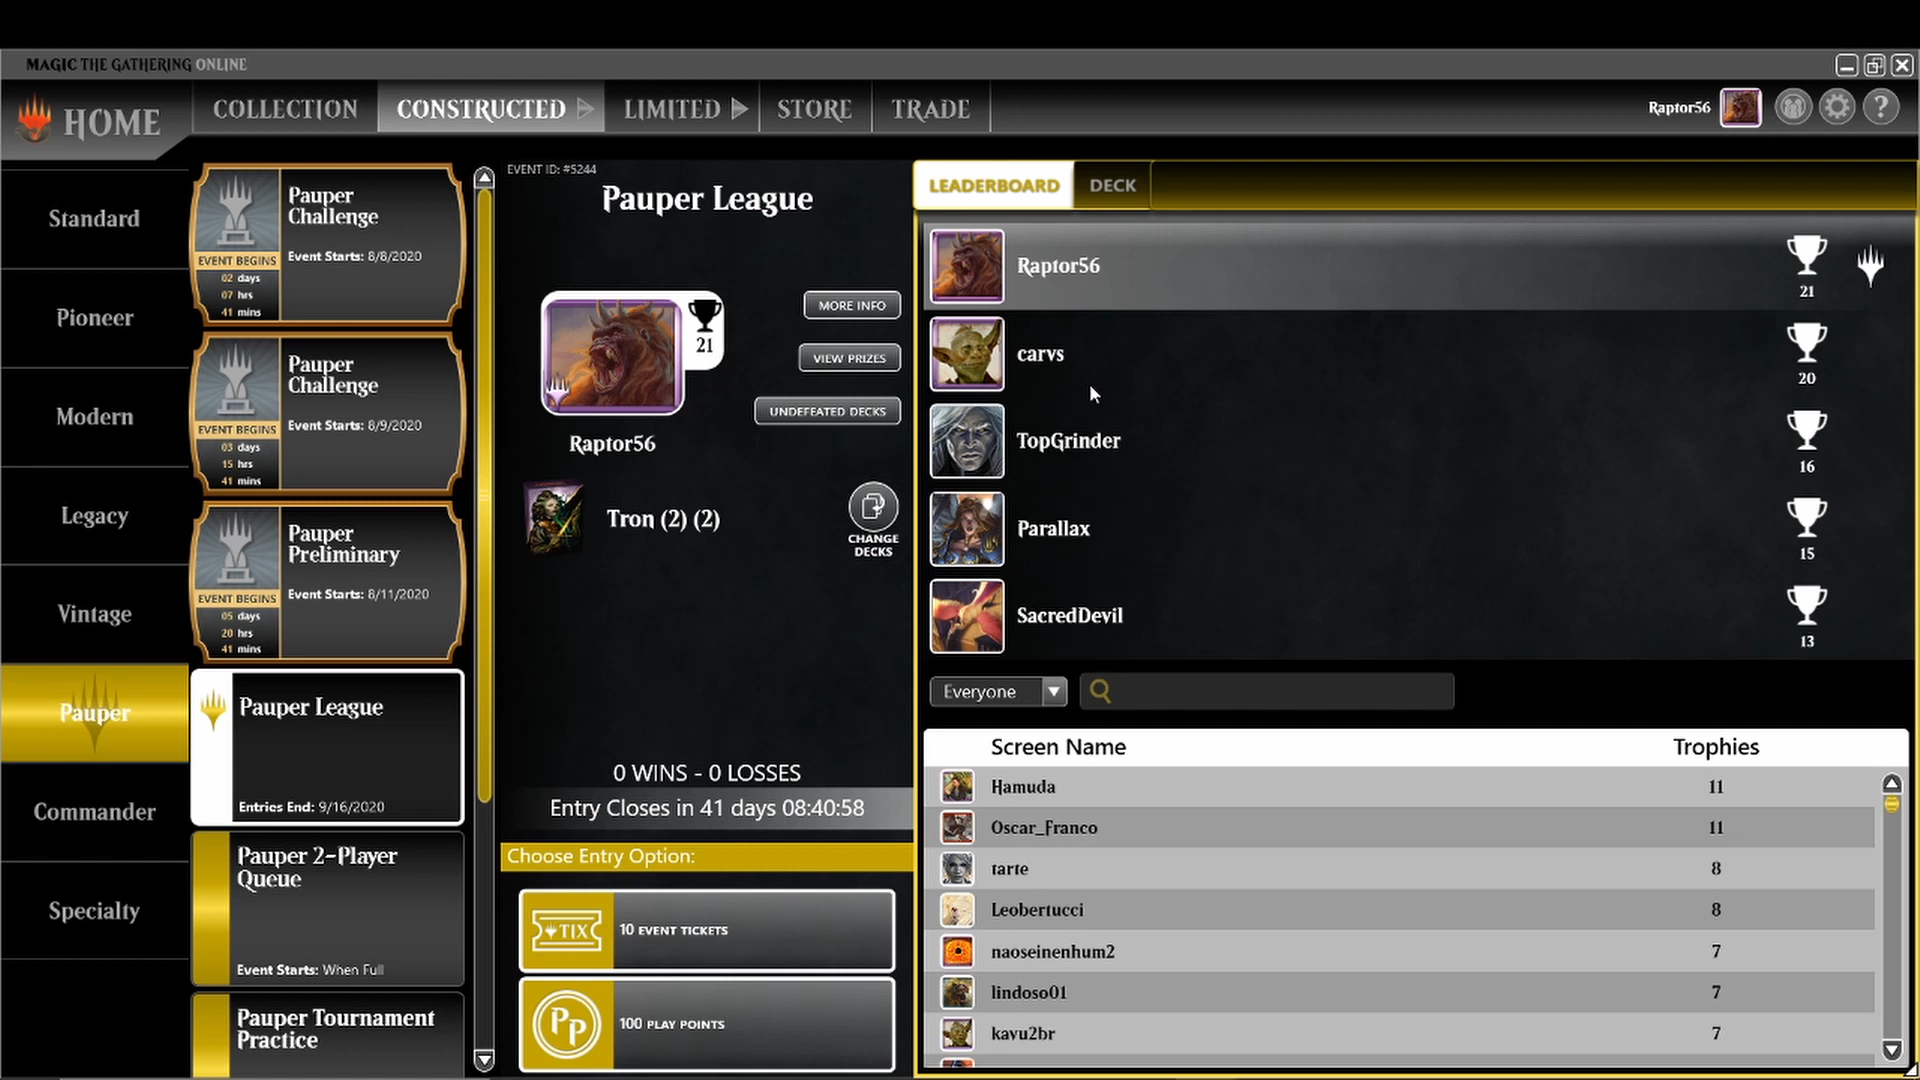 MAGIC THE GATHERING ONLINE
HOME
COLLECTION
CONSTRUCTED
LIMITED
STORE
TRADE
Raptor56
?
Standard
Pioneer
Modern
Legacy
Vintage
Pauper
Commander
Specialty
Pauper
Challenge
Event Starts: 8/8/2020
EVENT BEGINS
02 days
07 hrs
41 mins
Pauper
Challenge
Event Starts: 8/9/2020
EVENT BEGINS
03 days
15 hrs
41 mins
Pauper
Preliminary
Event Starts: 8/11/2020
EVENT BEGINS
05 days
20 hrs
41 mins
Pauper League
Entries End: 9/16/2020
Pauper 2-Player
Queue
Event Starts: When Full
Pauper Tournament
Practice
EVENT ID: #5244
Pauper League
21
Raptor56
MORE INFO
VIEW PRIZES
UNDEFEATED DECKS
Tron (2) (2)
CHANGE
DECKS
0 WINS - 0 LOSSES
Entry Closes in 41 days 08:40:58
Choose Entry Option:
TIX
10 EVENT TICKETS
PP
100 PLAY POINTS
LEADERBOARD
DECK
Raptor56
21
carvs
20
TopGrinder
16
Parallax
15
SacredDevil
13
Everyone
Screen Name Trophies
Hamuda 11
Oscar_Franco 11
tarte 8
Leobertucci 8
naoseinenhum2 7
lindoso01 7
kavu2br 7